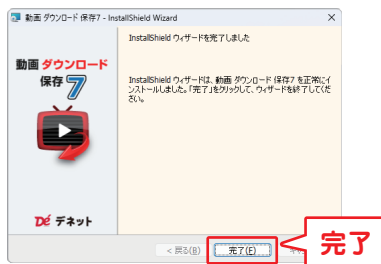 動画 ダウンロード 保存7 - InstallShield Wizard
InstallShield ウィザードを完了しました
動画 ダウンロード
保存 7
InstallShield ウィザードは、動画 ダウンロード 保存7 を正常にイ
ンストールしました。「完了」をクリックして、ウィザードを終了してくだ
さい。
Dé デネット
< 戻る(B)
完了(F)
完了